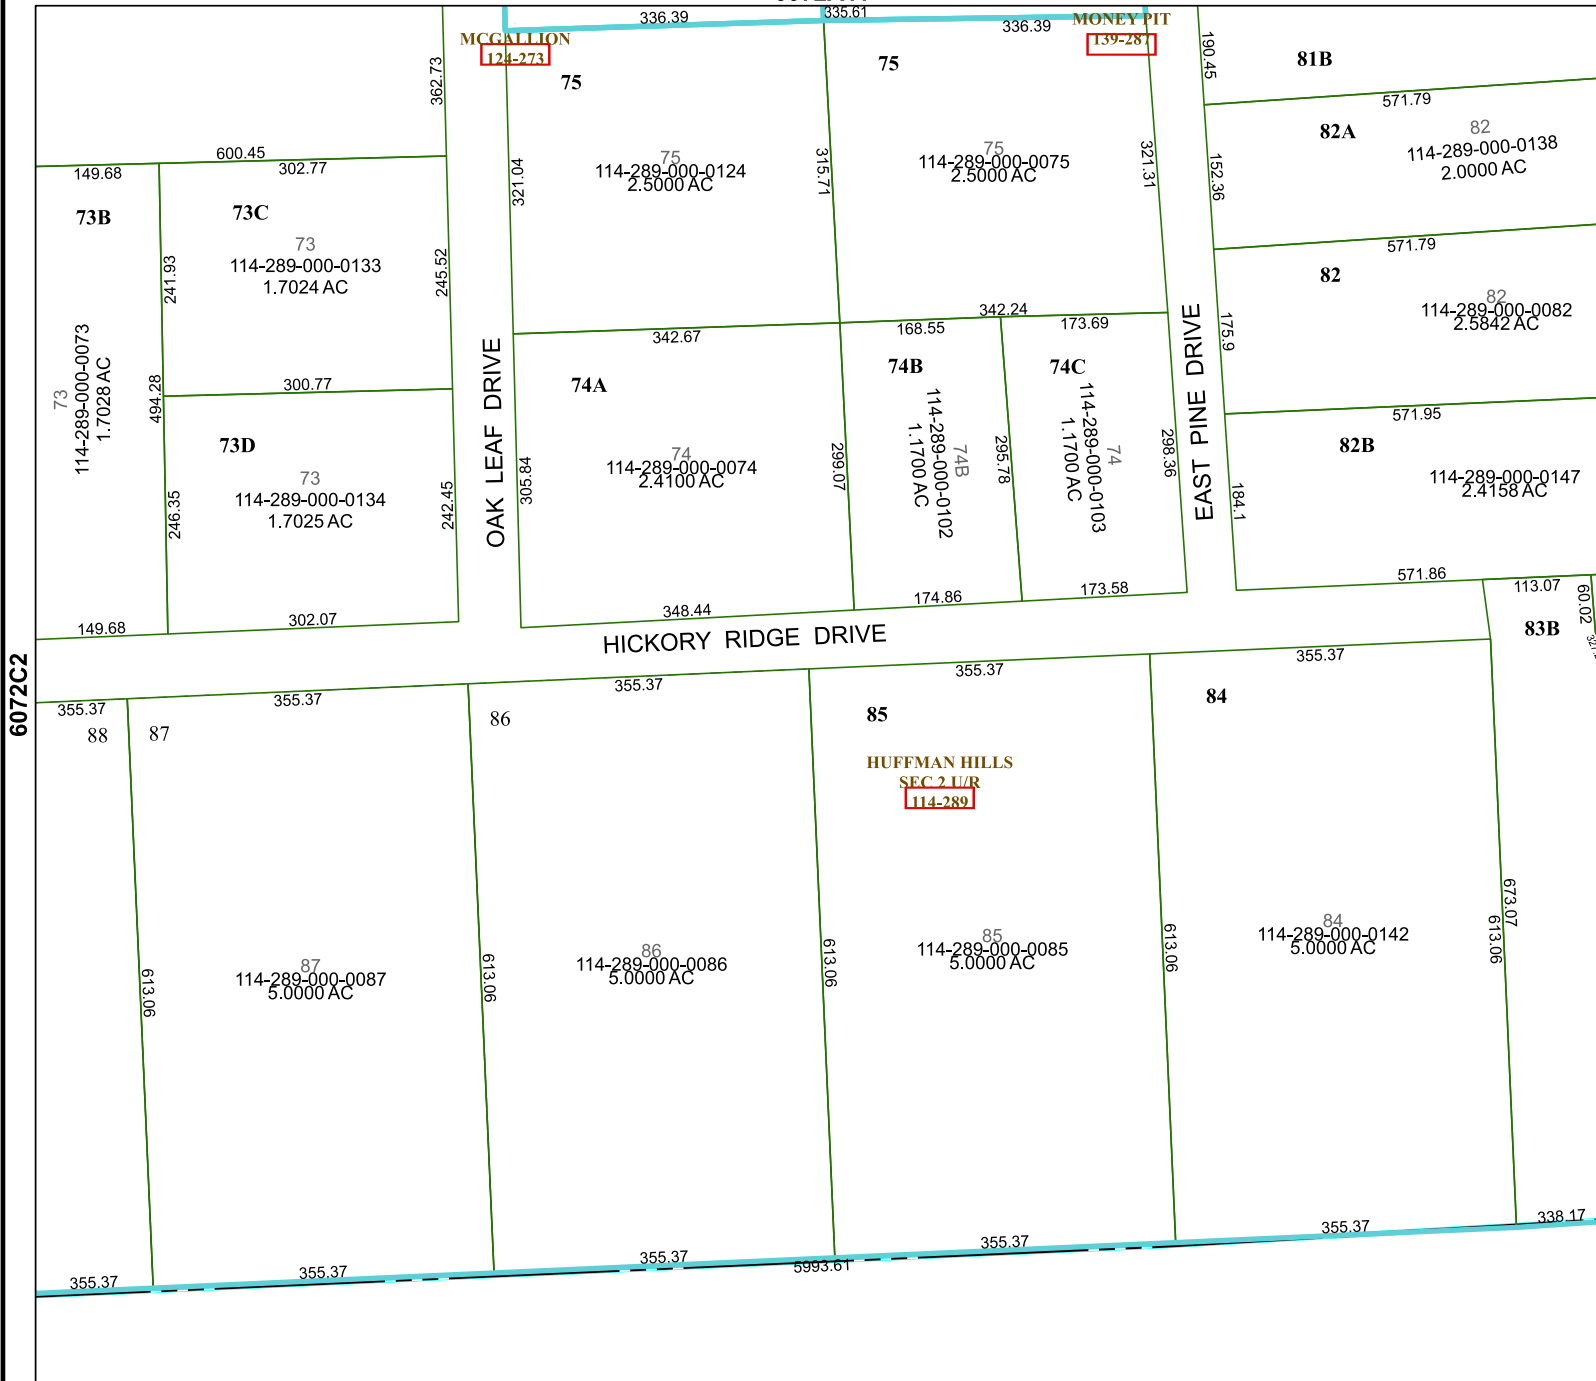 336.39
335.61
336.39
MCGALLION
124-273
MONEY PIT
139-287
362.73
190.45
75
75
81B
571.79
82A
82
114-289-000-0138
2.0000 AC
152.36
600.45
149.68
302.77
73B
73C
73
114-289-000-0133
1.7024 AC
241.93
245.52
321.04
75
114-289-000-0124
2.5000 AC
315.71
75
114-289-000-0075
2.5000 AC
321.31
571.79
82
82
114-289-000-0082
2.5842 AC
175.9
73
114-289-000-0073
1.7028 AC
494.28
300.77
73D
73
114-289-000-0134
1.7025 AC
246.35
242.45
OAK LEAF DRIVE
342.67
342.24
168.55
173.69
74A
74
114-289-000-0074
2.4100 AC
305.84
299.07
74B
74B
114-289-000-0102
1.1700 AC
295.78
74C
74
114-289-000-0103
1.1700 AC
298.36
EAST PINE DRIVE
571.95
82B
114-289-000-0147
2.4158 AC
184.1
571.86
113.07
60.02
83B
149.68
302.07
348.44
174.86
173.58
HICKORY RIDGE DRIVE
6072C2
355.37
355.37
355.37
355.37
355.37
88
87
86
85
84
HUFFMAN HILLS
SEC 2 U/R
114-289
87
114-289-000-0087
5.0000 AC
86
114-289-000-0086
5.0000 AC
85
114-289-000-0085
5.0000 AC
84
114-289-000-0142
5.0000 AC
613.06
613.06
613.06
613.06
613.06
673.07
355.37
355.37
355.37
355.37
355.37
338.17
5993.61